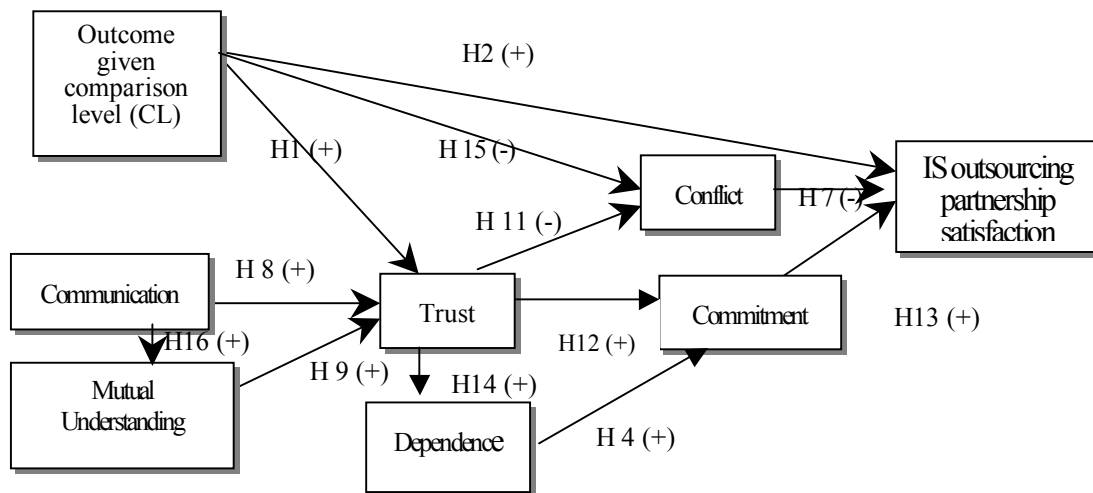 Outcome
given
comparison
level (CL)
H2 (+)
H1 (+)
H 15 (-)
Conflict
H 7 (-)
IS outsourcing
partnership
satisfaction
H 11 (-)
Communication
H 8 (+)
Trust
Commitment
H13 (+)
H16 (+)
H12 (+)
Mutual
Understanding
H 9 (+)
H14 (+)
Dependence
H 4 (+)